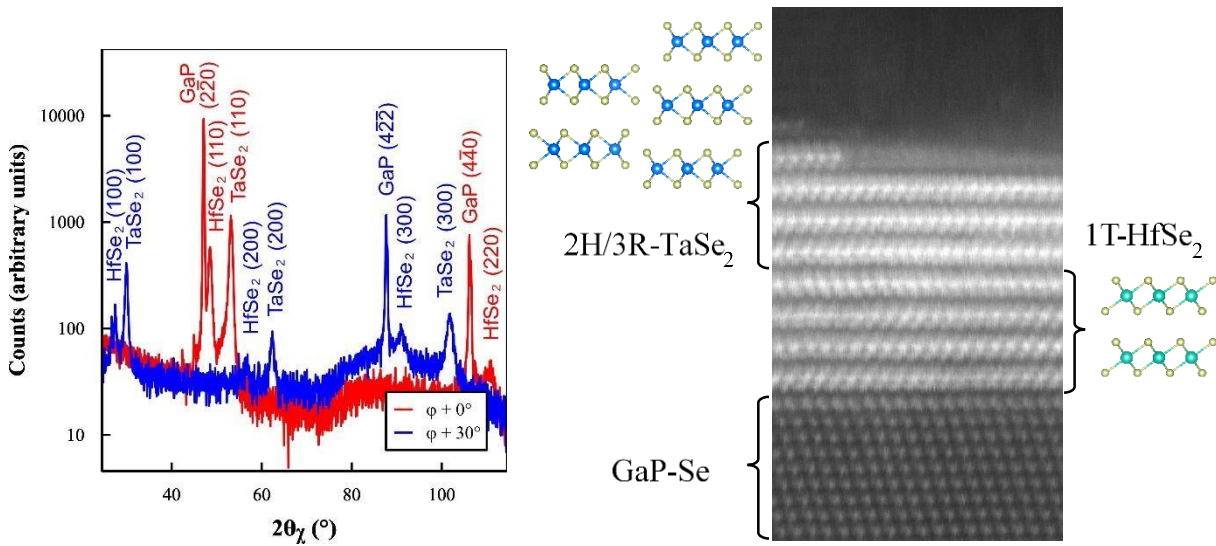 Counts (arbitrary units)
10000
1000
100
10
40
60
80
100
2θχ (°)
HfSe₂ (100)
TaSe₂ (100)
GaP
(22̅0)
HfSe₂ (110)
TaSe₂ (110)
HfSe₂ (200)
TaSe₂ (200)
GaP (42̅2̅)
HfSe₂ (300)
TaSe₂ (300)
GaP (44̅0)
HfSe₂ (220)
φ + 0°
φ + 30°
2H/3R-TaSe₂
1T-HfSe₂
GaP-Se